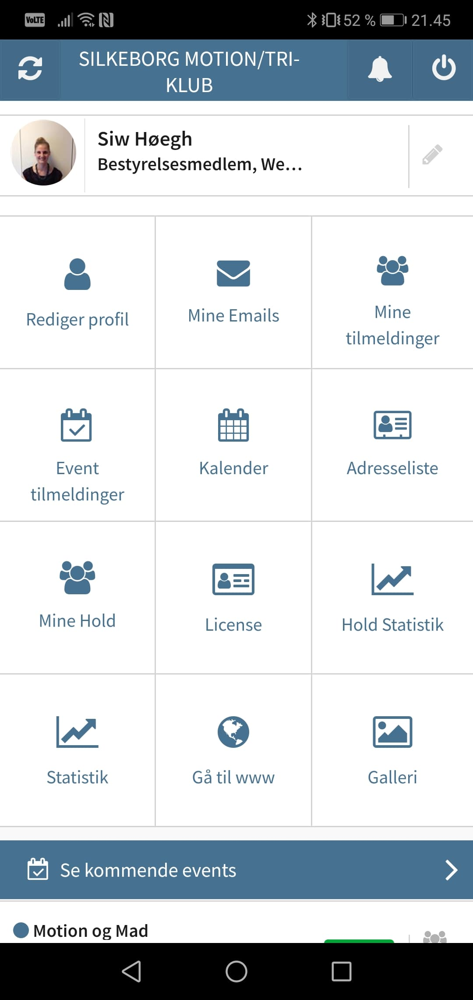 VoLTE 52 % 21.45
SILKEBORG MOTION/TRI-
KLUB
Siw Høegh
Bestyrelsesmedlem, We...
Rediger profil
Mine Emails
Mine
tilmeldinger
Event
tilmeldinger
Kalender
Adresseliste
Mine Hold
License
Hold Statistik
Statistik
Gå til www
Galleri
Se kommende events
Motion og Mad